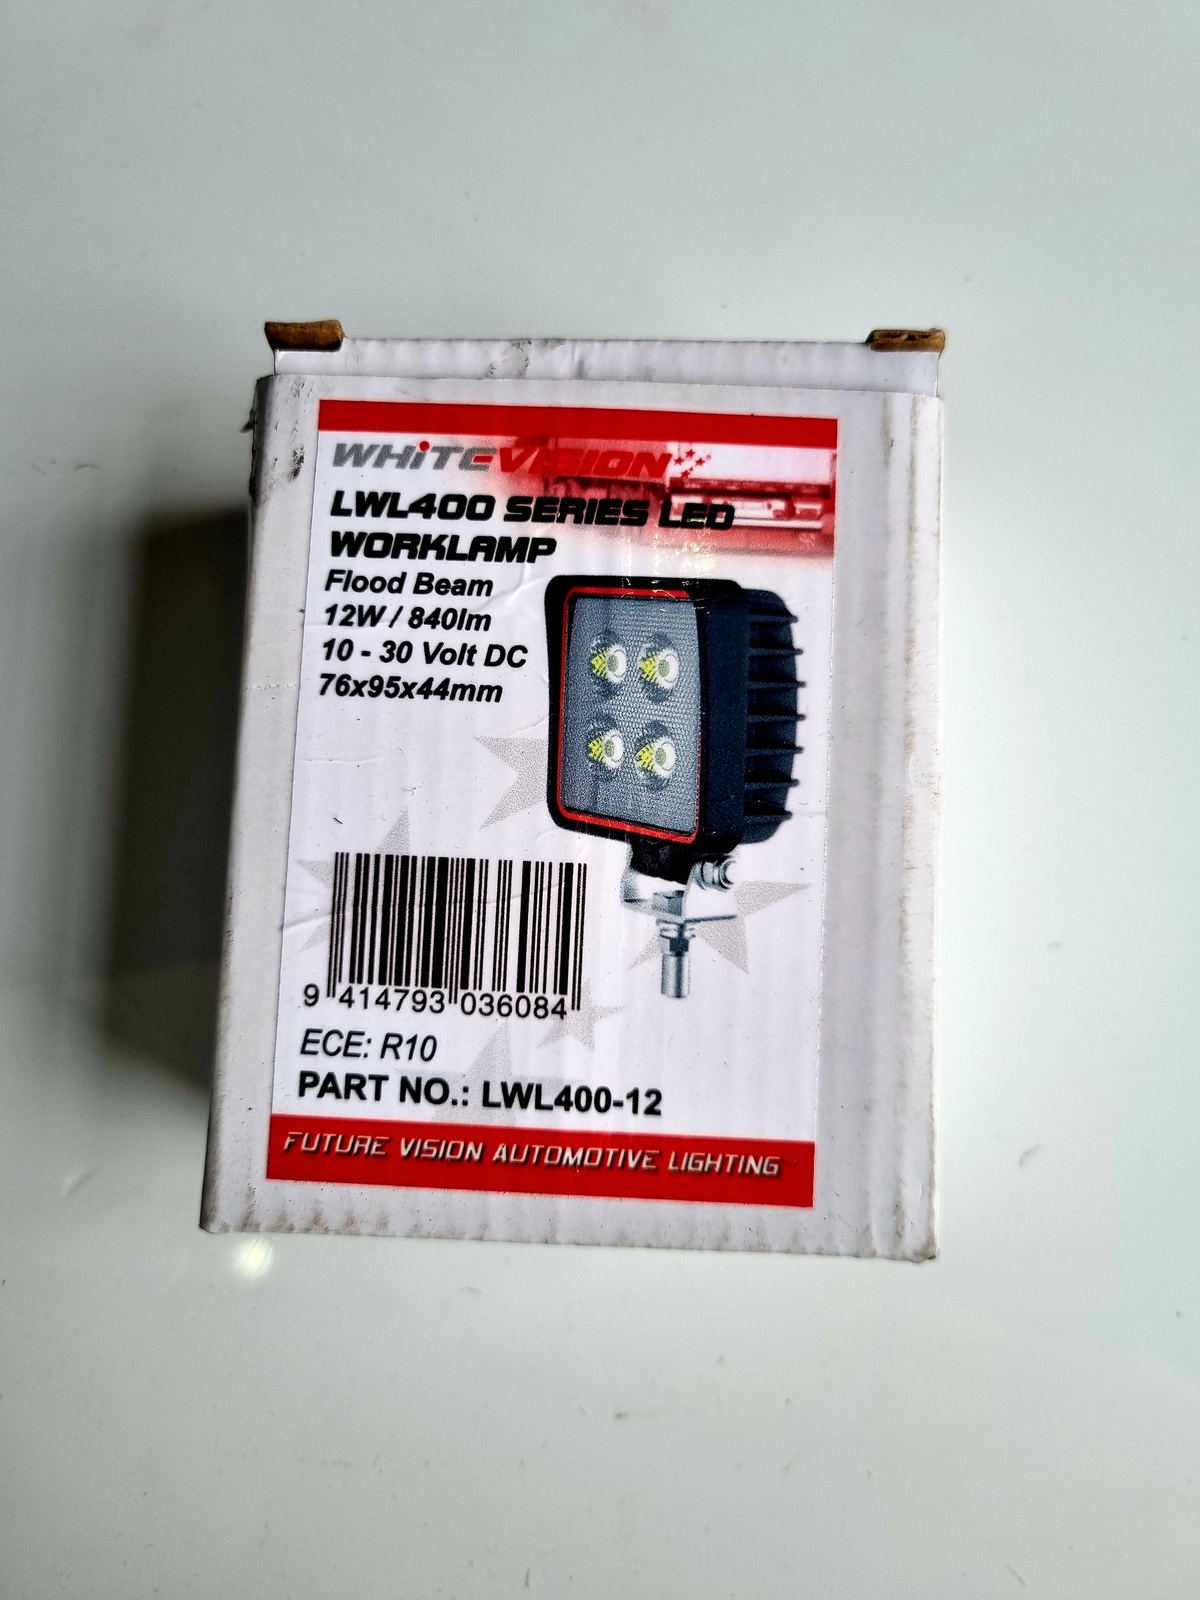 WHiTEVISION
LWL400 SERIES LED
WORKLAMP
Flood Beam
12W / 840lm
10 - 30 Volt DC
76x95x44mm
9 414793 036084
ECE: R10
PART NO.: LWL400-12
FUTURE VISION AUTOMOTIVE LIGHTING